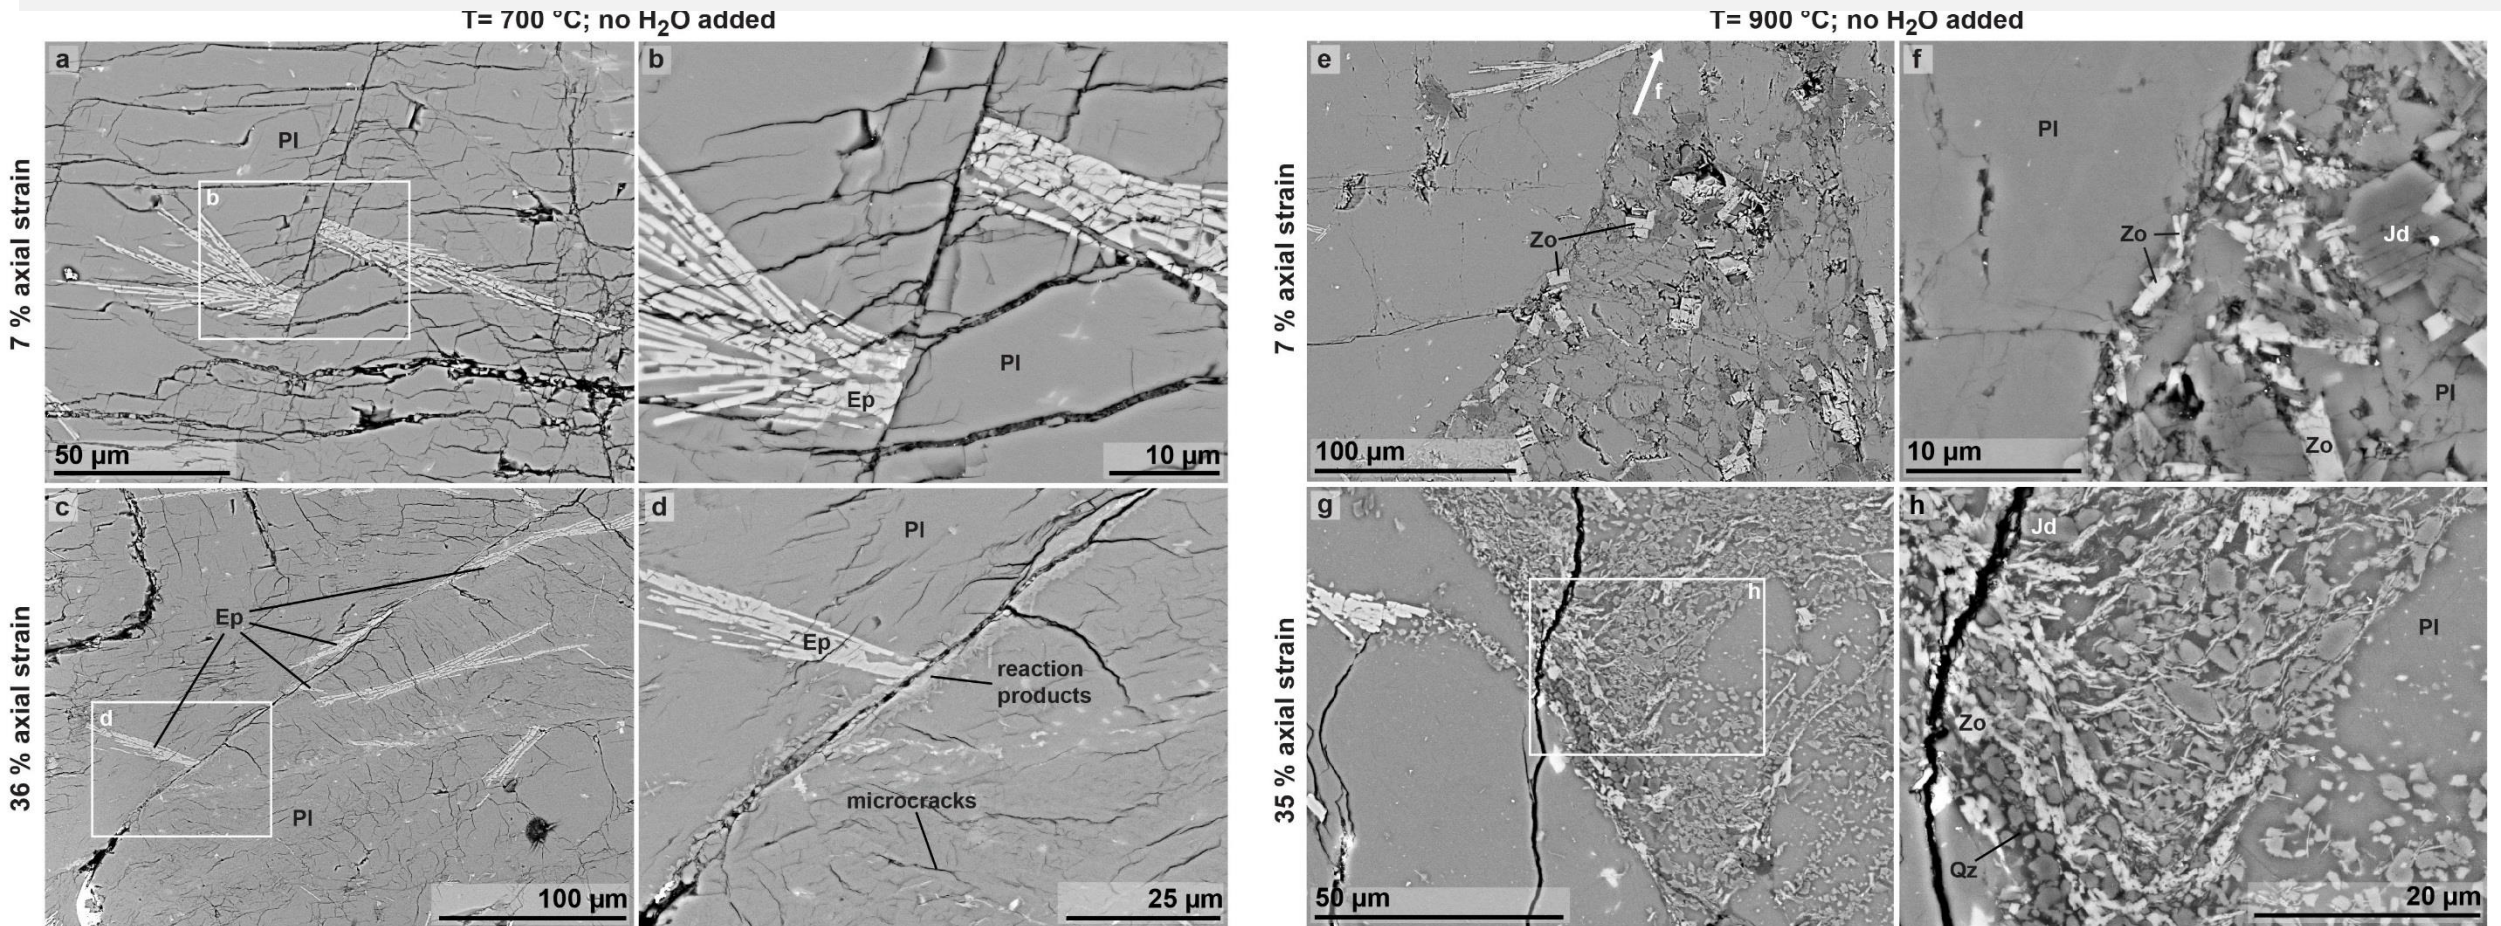 T= 700 °C; no H₂O added
T= 900 °C; no H₂O added
7 % axial strain
a
Pl
b
50 µm
b
Pl
Ep
10 µm
7 % axial strain
e
f
Zo
100 µm
f
Pl
Zo
Jd
Pl
Zo
10 µm
36 % axial strain
c
Ep
d
Pl
100 µm
d
Pl
Ep
reaction
products
microcracks
25 µm
35 % axial strain
g
h
50 µm
h
Jd
Pl
Zo
Qz
20 µm